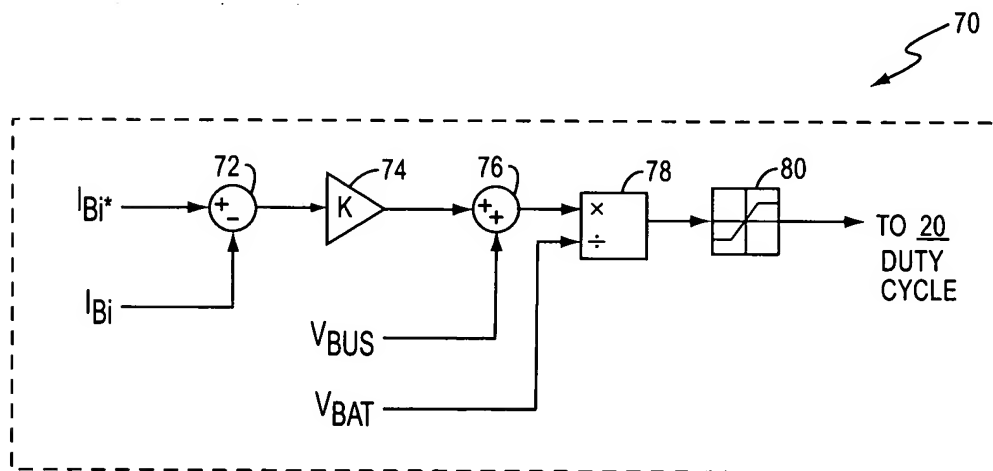 70
72
74
76
78
80
I_Bi*
+
−
K
+
+
×
÷
TO 20
DUTY
CYCLE
I_Bi
V_BUS
V_BAT